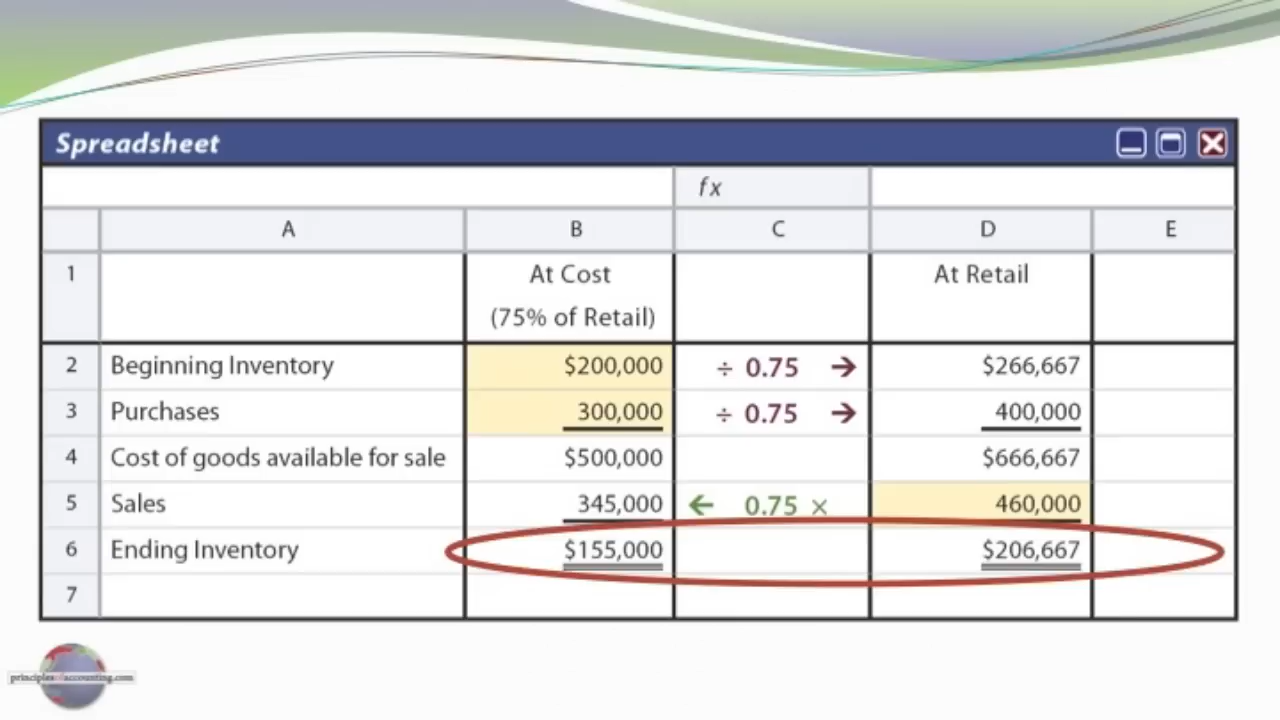 Spreadsheet
fx
A B C D E
1 At Cost At Retail
(75% of Retail)
2 Beginning Inventory $200,000 ÷ 0.75 → $266,667
3 Purchases 300,000 ÷ 0.75 → 400,000
4 Cost of goods available for sale $500,000 $666,667
5 Sales 345,000 ← 0.75 × 460,000
6 Ending Inventory $155,000 $206,667
7
principlesofaccounting.com